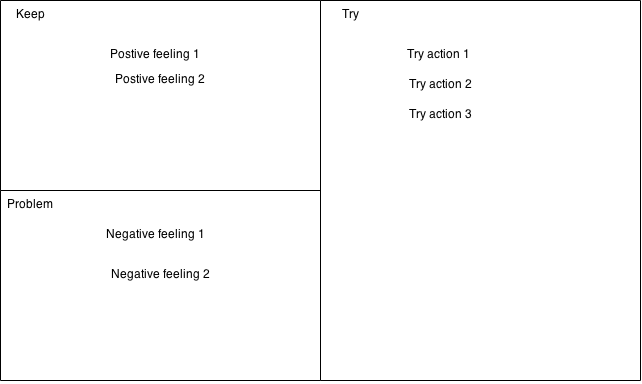 Keep
Postive feeling 1
Postive feeling 2
Problem
Negative feeling 1
Negative feeling 2
Try
Try action 1
Try action 2
Try action 3